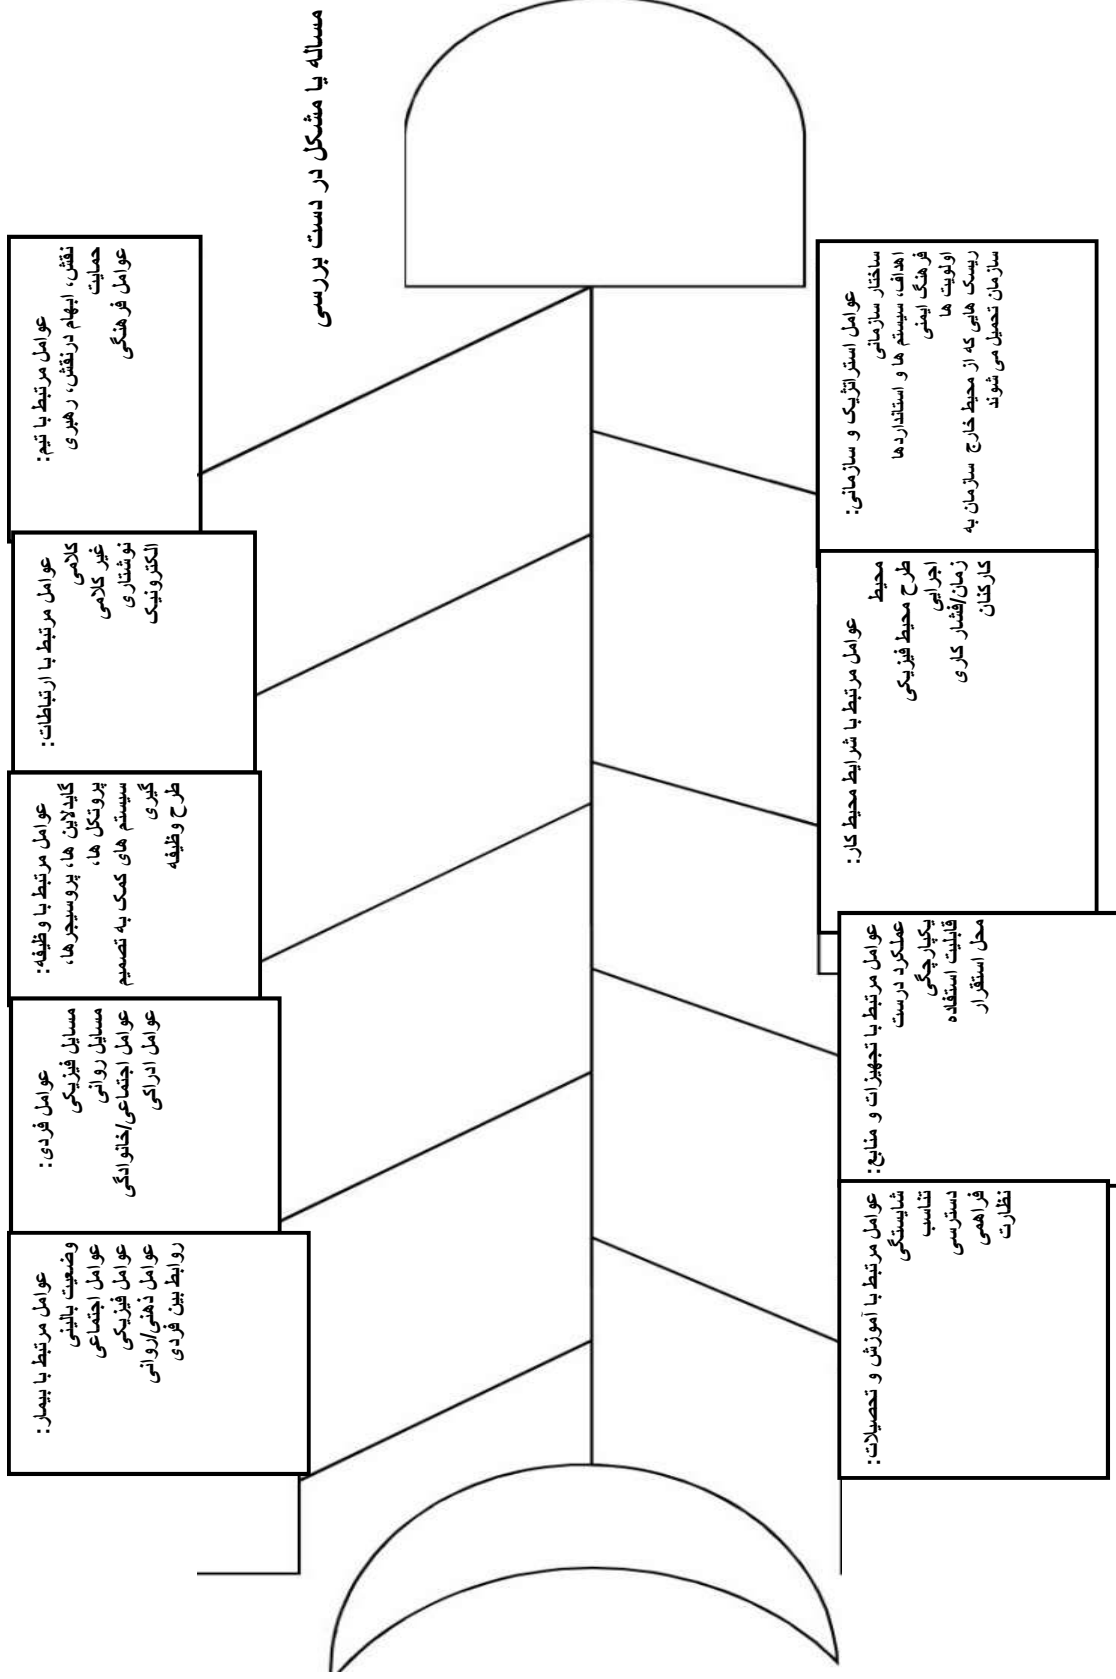 مساله یا مشکل در دست بررسی
عوامل مرتبط با تیم:
نقش، ابهام درنقش، رهبری
حمایت
عوامل فرهنگی
عوامل مرتبط با ارتباطات:
کلامی
غیر کلامی
نوشتاری
الکترونیک
عوامل مرتبط با وظیفه:
گایدلاین ها، پروسیجرها،
پروتکل ها،
سیستم های کمک به تصمیم
گیری
طرح وظیفه
عوامل فردی:
مسایل فیزیکی
مسایل روانی
عوامل اجتماعی/خانوادگی
عوامل ادراکی
عوامل مرتبط با بیمار:
وضعیت بالینی
عوامل اجتماعی
عوامل فیزیکی
عوامل ذهنی/روانی
روابط بین فردی
عوامل استراتژیک و سازمانی:
ساختار سازمانی
اهداف، سیستم ها و استانداردها
فرهنگ ایمنی
اولویت ها
ریسک هایی که از محیط خارج سازمان به
سازمان تحمیل می شوند
عوامل مرتبط با شرایط محیط کار:
محیط
طرح محیط فیزیکی
اجرایی
زمان/فشار کاری
کارکنان
عوامل مرتبط با تجهیزات و منابع:
عملکرد درست
یکپارچگی
قابلیت استفاده
محل استقرار
عوامل مرتبط با آموزش و تحصیلات:
شایستگی
تناسب
دسترسی
فراهمی
نظارت